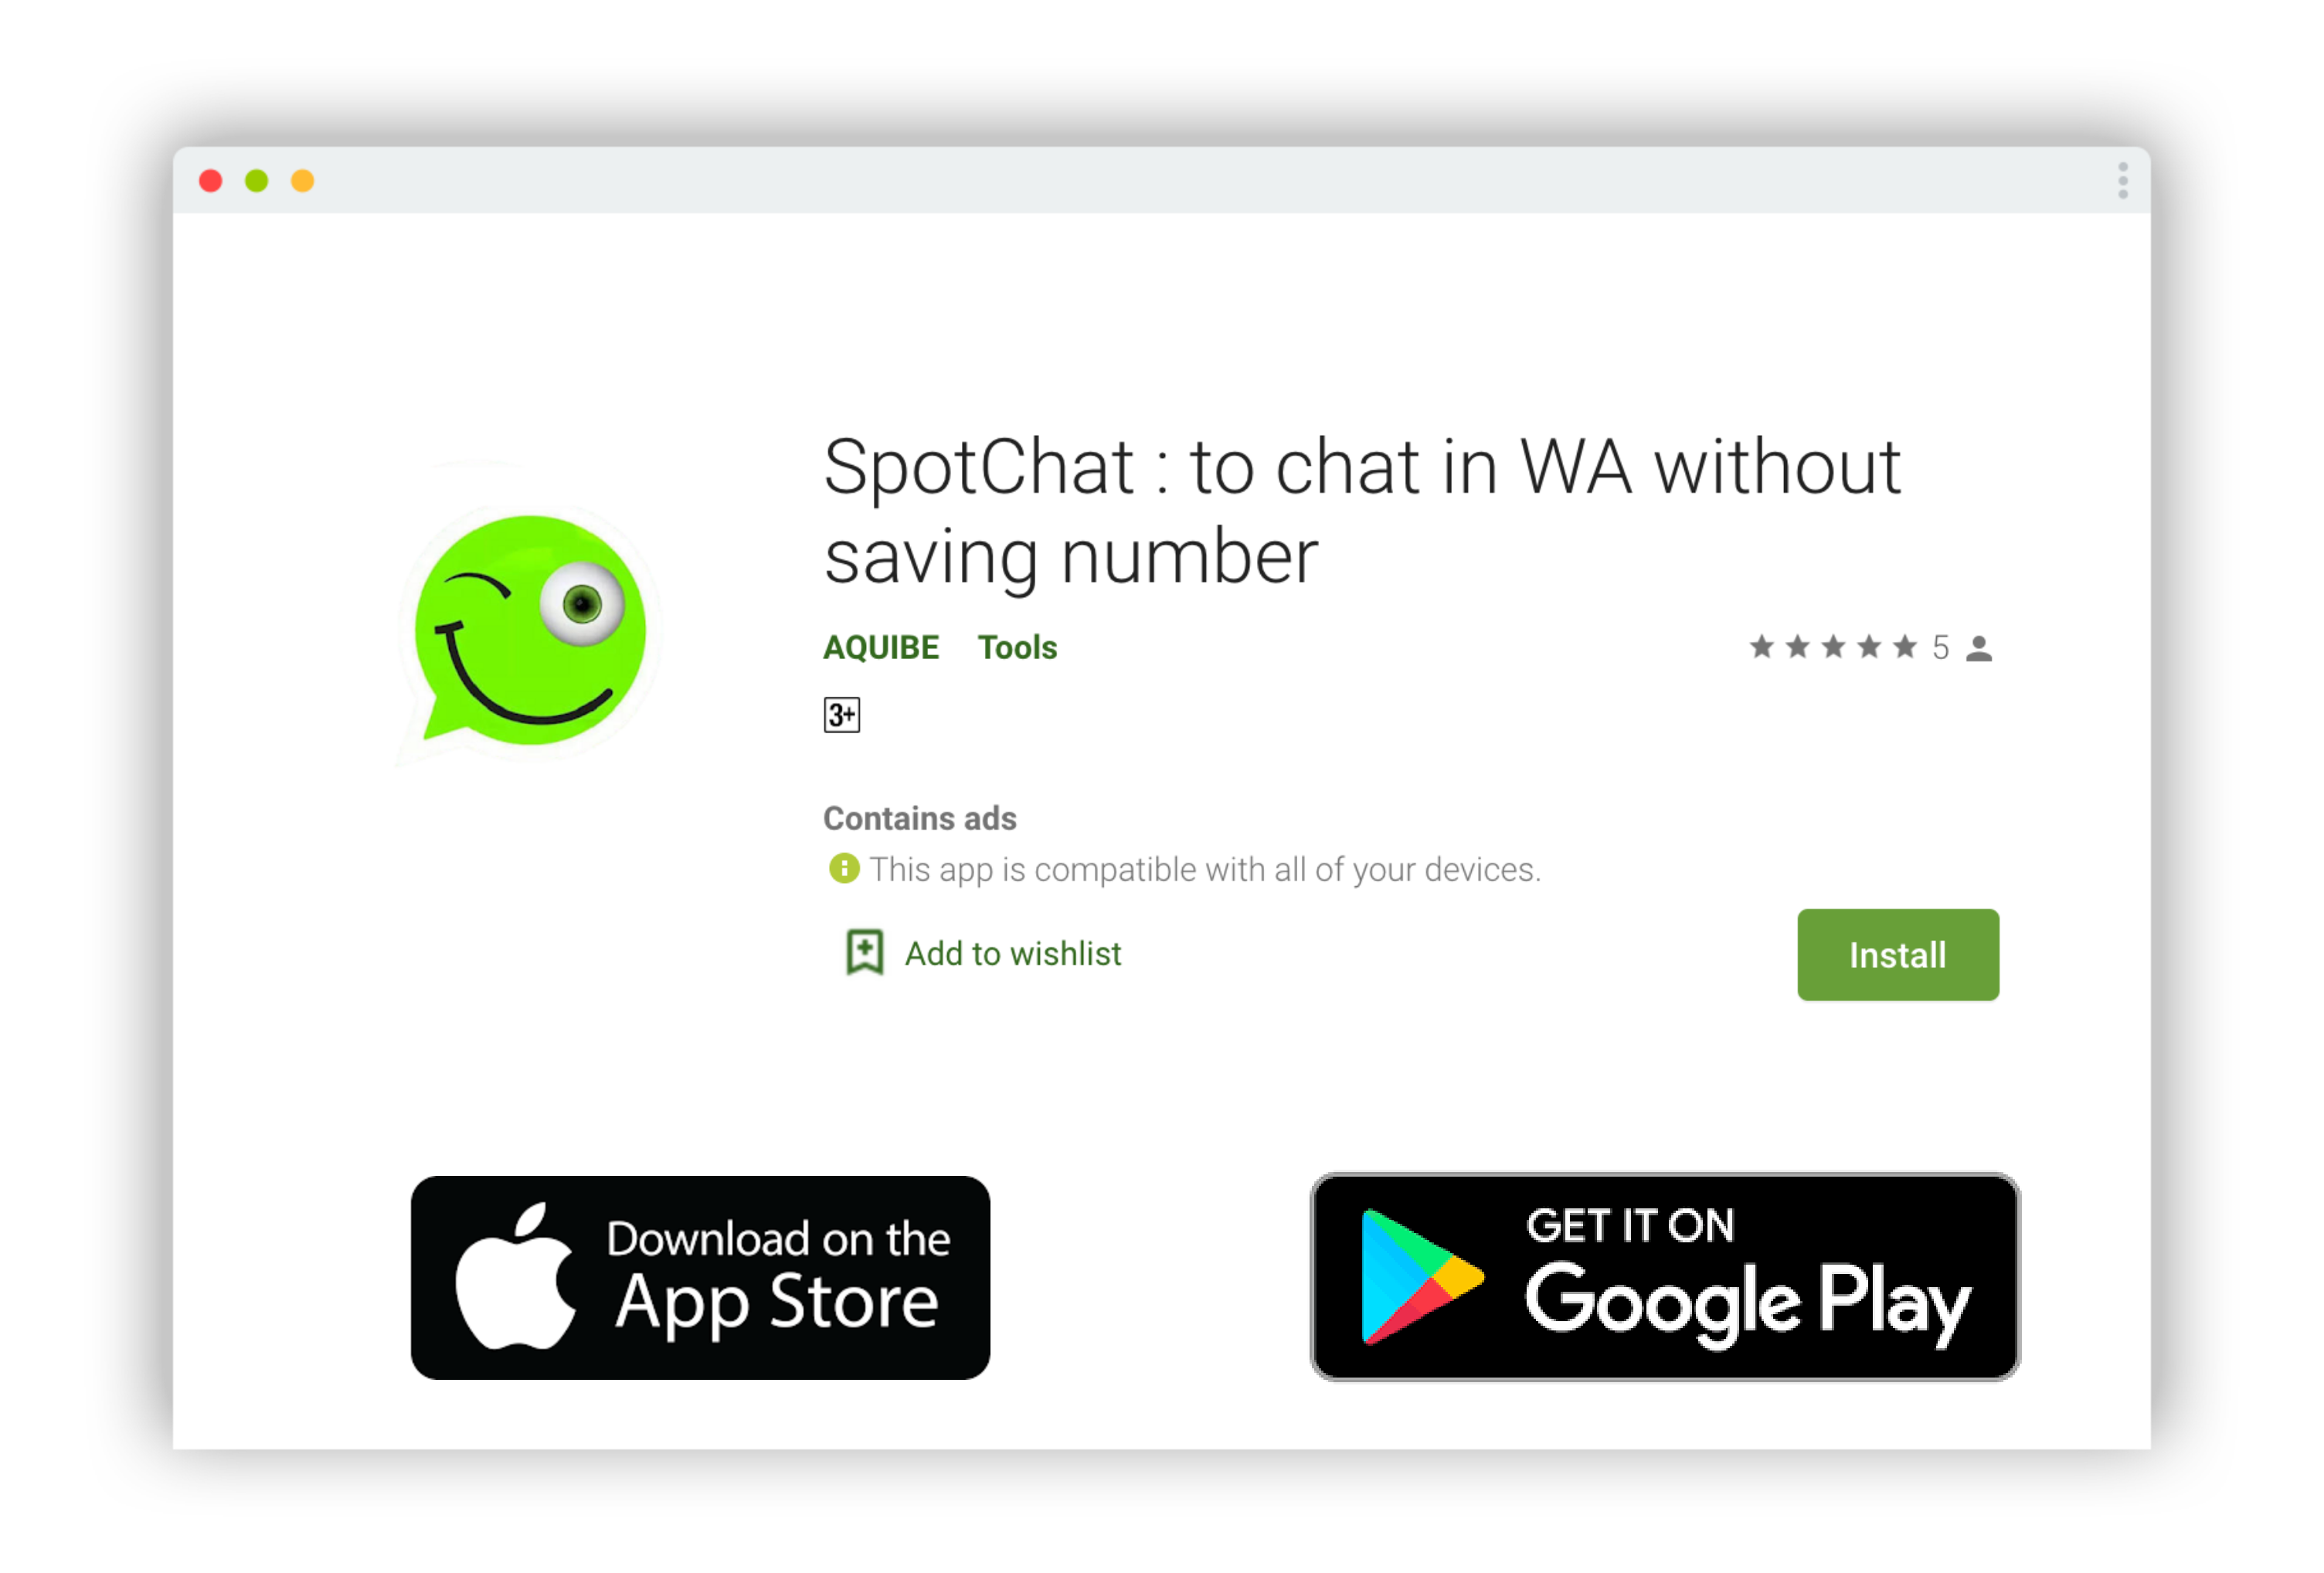 SpotChat : to chat in WA without
saving number
AQUIBE Tools 5
3+
Contains ads
This app is compatible with all of your devices.
Add to wishlist
Install
Download on the
App Store
GET IT ON
Google Play